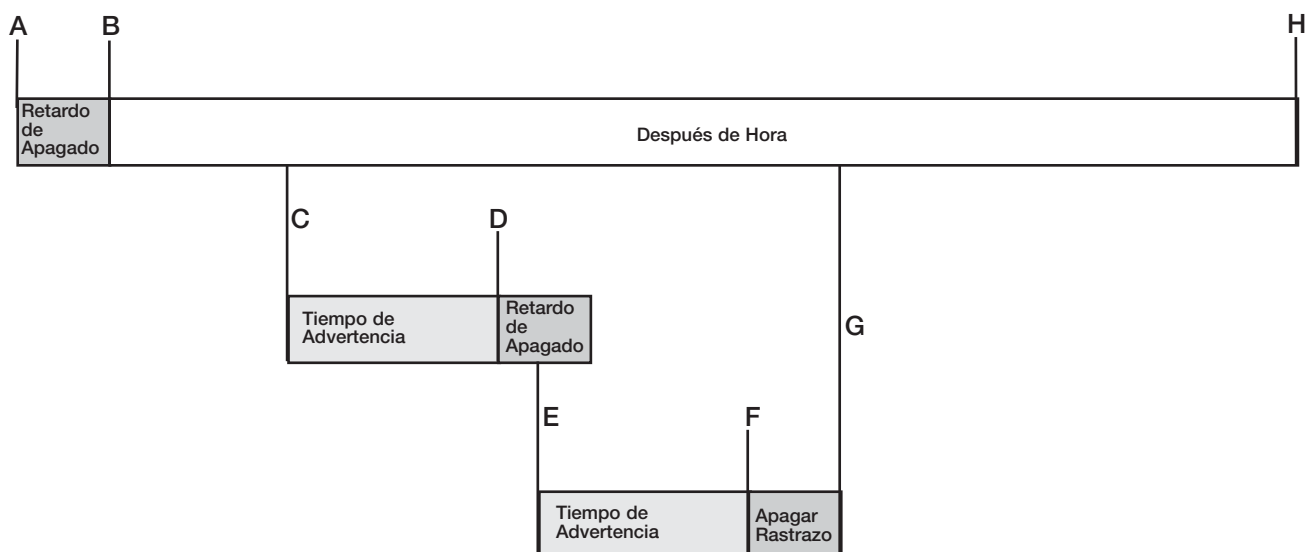 A
B
H
Retardo
de
Apagado
Después de Hora
C
D
Tiempo de
Advertencia
Retardo
de
Apagado
G
E
F
Tiempo de
Advertencia
Apagar
Rastrazo